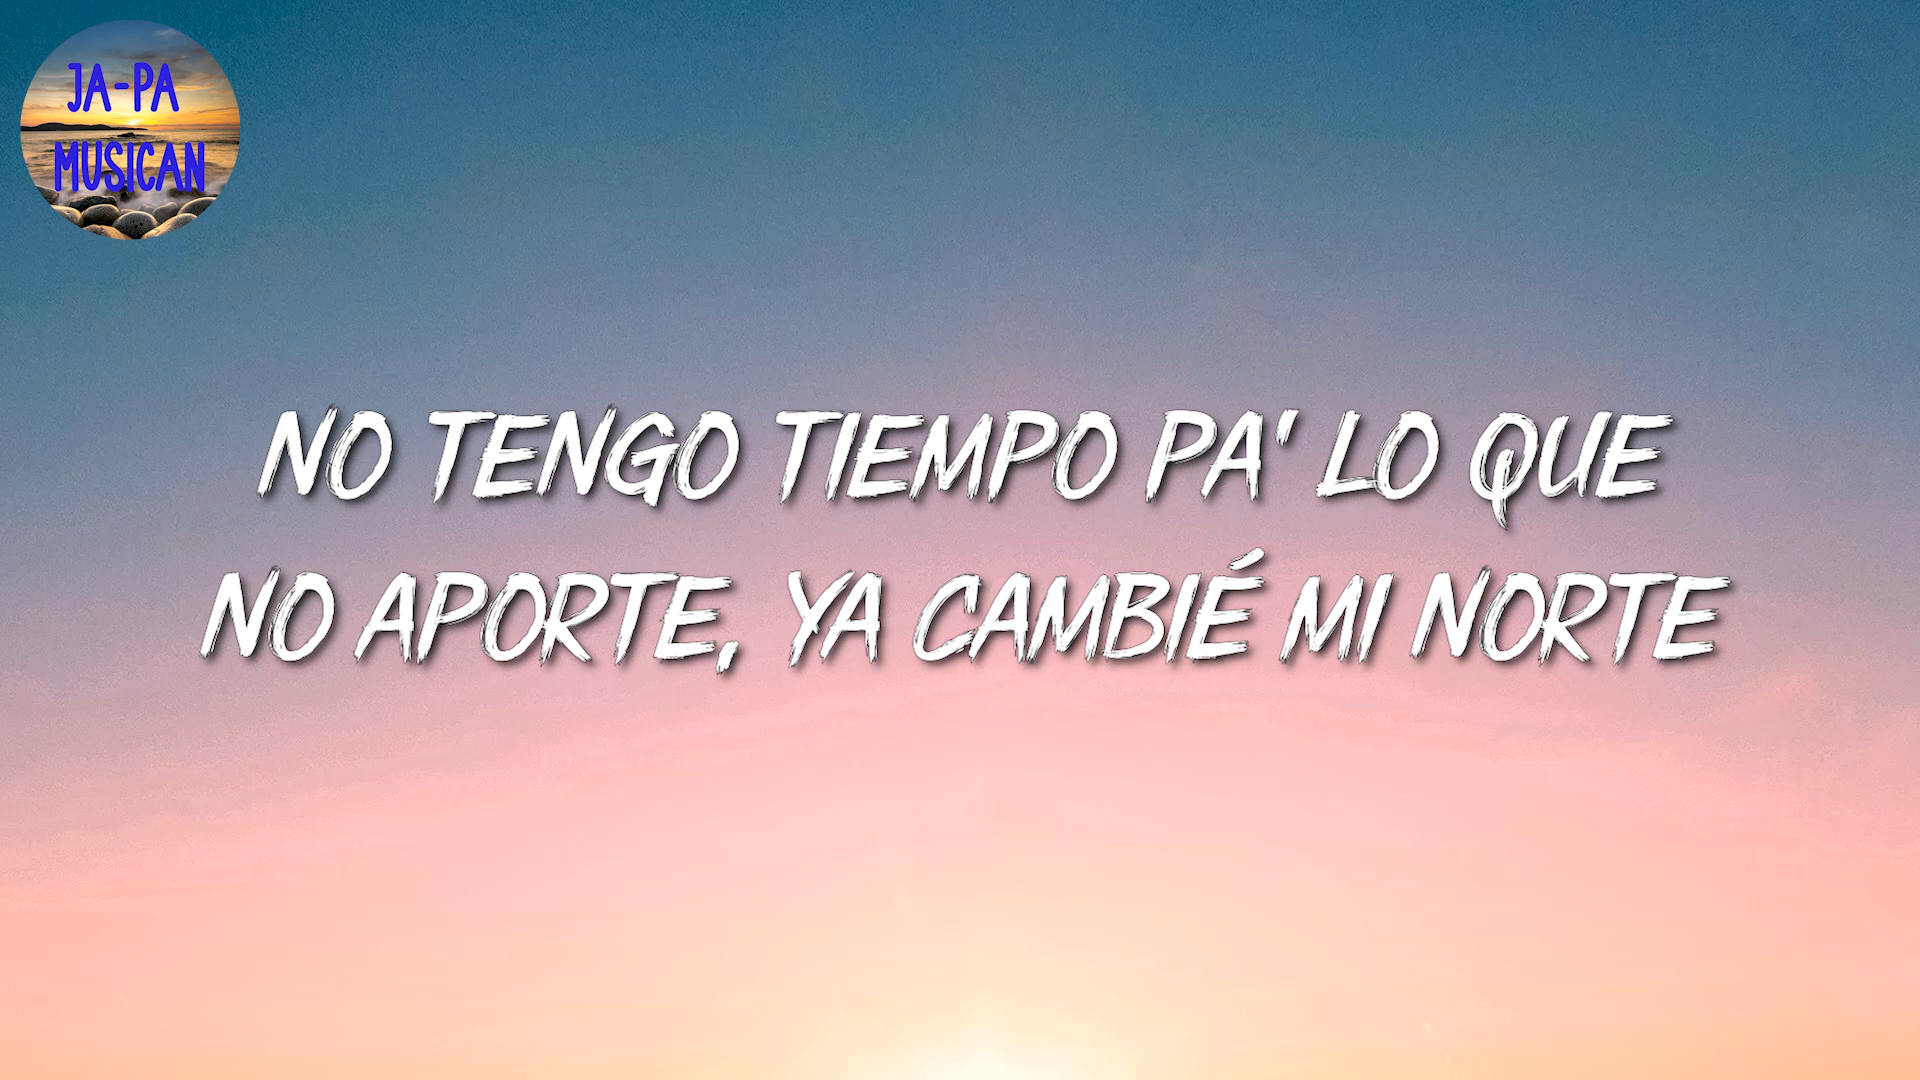 JA-PA
MUSICAN
NO TENGO TIEMPO PA' LO QUE
NO APORTE, YA CAMBIÉ MI NORTE